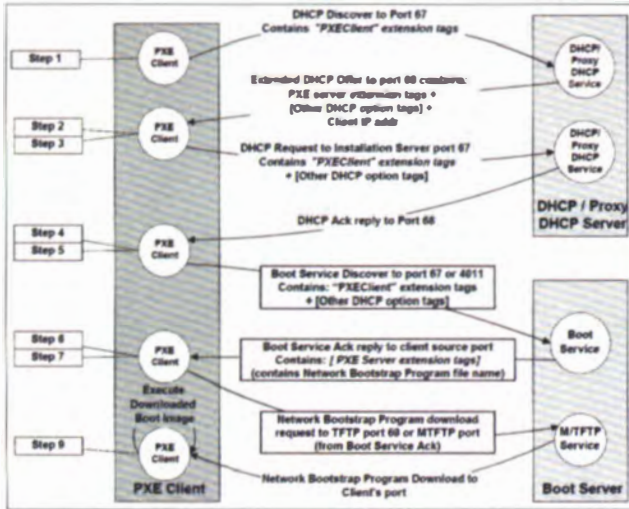 DHCP Discover to Port 67
Contains "PXEClient" extension tags
Step 1
PXE
Client
DHCP/
Proxy
DHCP
Service
Extended DHCP Offer to port 68 contains:
PXE server extension tags +
[Other DHCP option tags] +
Client IP addr
Step 2
Step 3
PXE
Client
DHCP/
Proxy
DHCP
Service
DHCP Request to Installation Server port 67
Contains "PXEClient" extension tags
+ [Other DHCP option tags]
DHCP / Proxy
DHCP Server
DHCP Ack reply to Port 68
Step 4
Step 5
PXE
Client
Boot Service Discover to port 67 or 4011
Contains: "PXEClient" extension tags
+ [Other DHCP option tags]
Step 6
Step 7
PXE
Client
Boot Service Ack reply to client source port
Contains: [ PXE Server extension tags]
(contains Network Bootstrap Program file name)
Boot
Service
Execute
Downloaded
Boot Image
Network Bootstrap Program download
request to TFTP port 69 or MTFTP port
(from Boot Service Ack)
M/TFTP
Service
Step 9
PXE
Client
Network Bootstrap Program Download to
Client's port
PXE Client
Boot Server